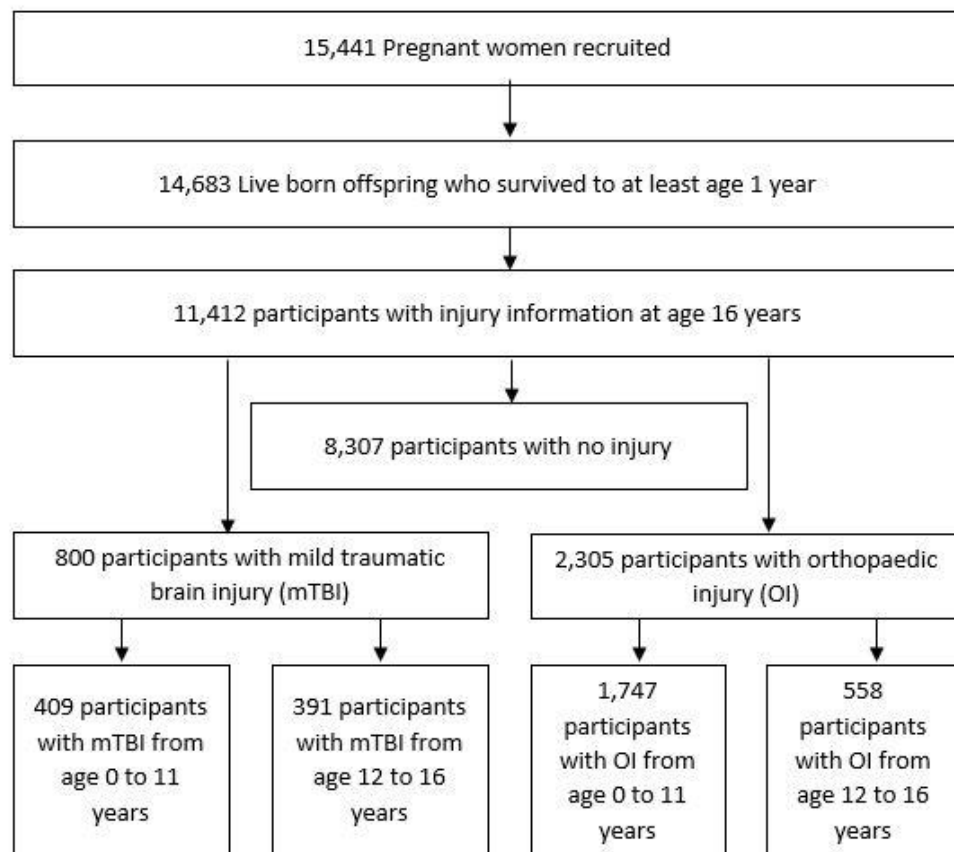 15,441 Pregnant women recruited
14,683 Live born offspring who survived to at least age 1 year
11,412 participants with injury information at age 16 years
8,307 participants with no injury
800 participants with mild traumatic
brain injury (mTBI)
2,305 participants with orthopaedic
injury (OI)
409 participants
with mTBI from
age 0 to 11
years
391 participants
with mTBI from
age 12 to 16
years
1,747
participants
with OI from
age 0 to 11
years
558
participants
with OI from
age 12 to 16
years